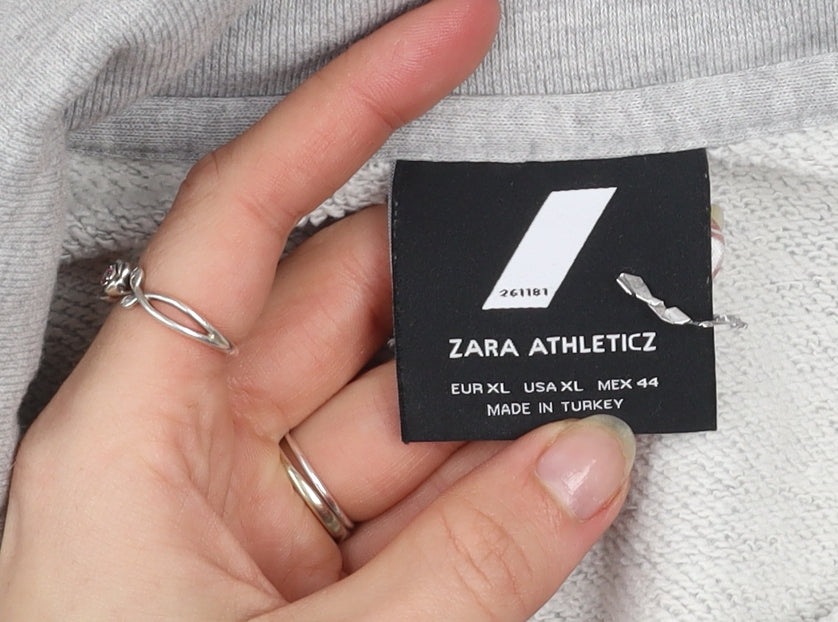 261181
ZARA ATHLETICZ
EUR XL USA XL MEX 44
MADE IN TURKEY